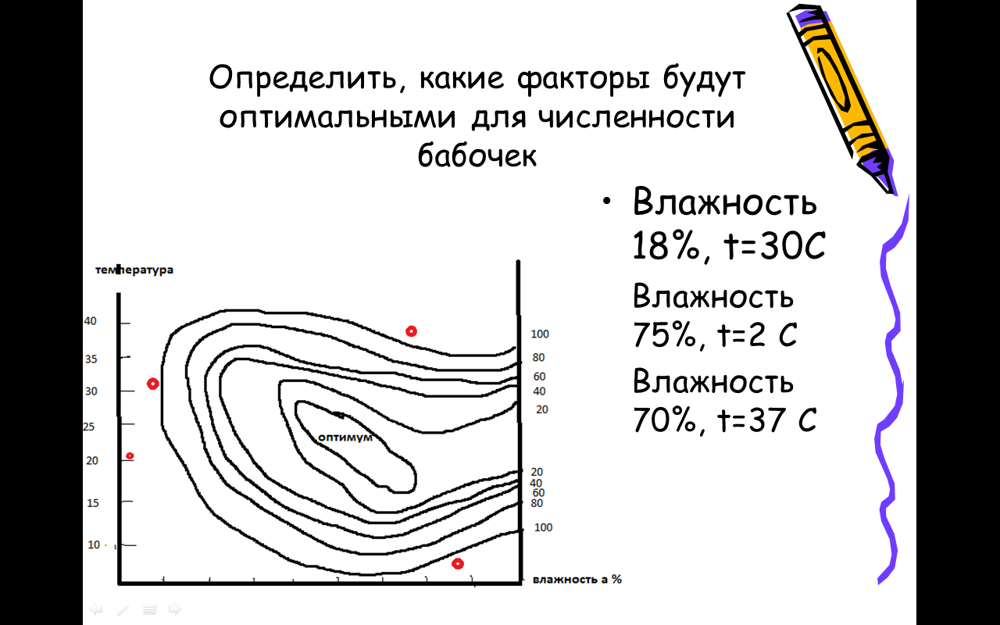 Определить, какие факторы будут
оптимальными для численности
бабочек
• Влажность
18%, t=30С
Влажность
75%, t=2 С
Влажность
70%, t=37 С
температура
40
35
30
25
20
15
10
оптимум
100
80
60
40
20
20
40
60
80
100
влажность а %